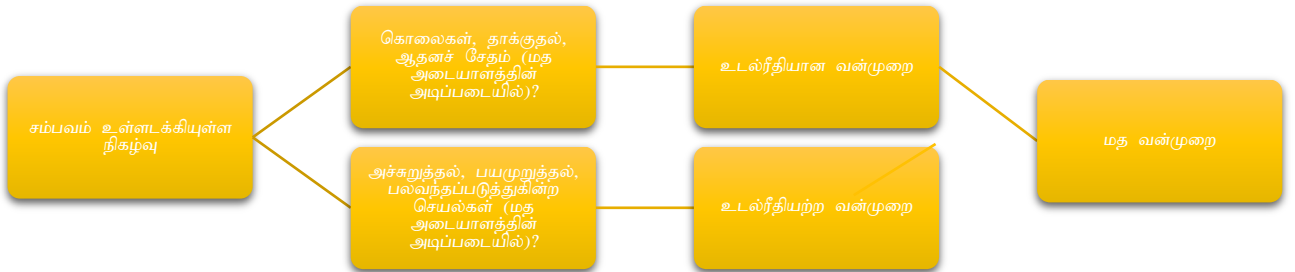 சம்பவம் உள்ளடக்கியுள்ள
நிகழ்வு
கொலைகள், தாக்குதல்,
ஆதனச் சேதம் (மத
அடையாளத்தின்
அடிப்படையில்)?
அச்சுறுத்தல், பயமுறுத்தல்,
பலவந்தப்படுத்துகின்ற
செயல்கள் (மத
அடையாளத்தின்
அடிப்படையில்)?
உடல்ரீதியான வன்முறை
உடல்ரீதியற்ற வன்முறை
மத வன்முறை